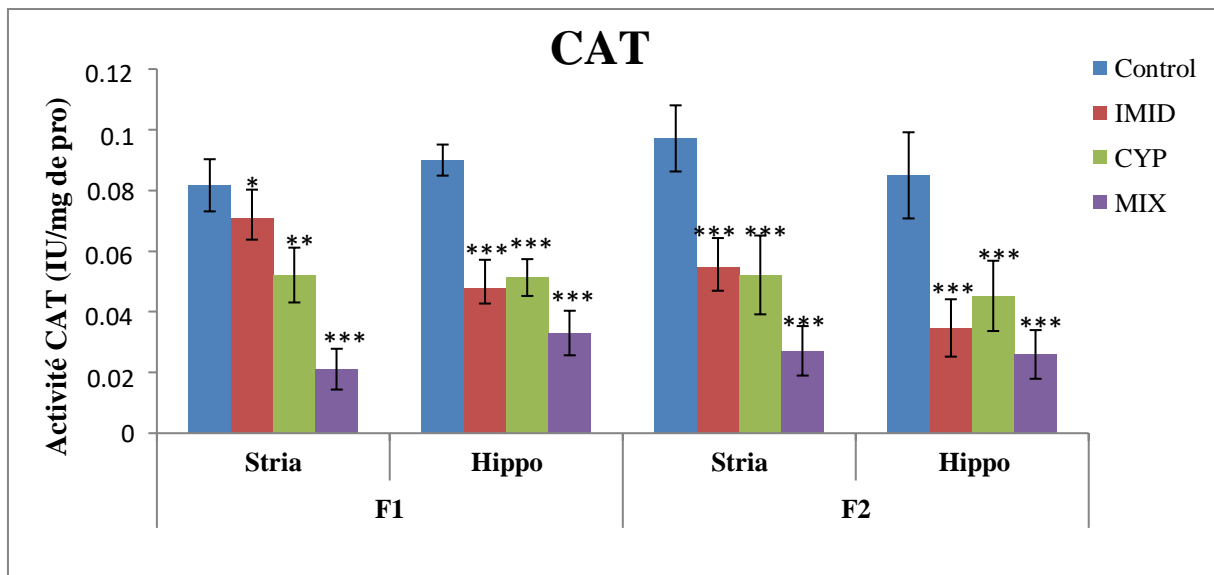 CAT
Activité CAT (IU/mg de pro)
0.12
0.1
0.08
0.06
0.04
0.02
0
*
**
***
***
***
***
***
***
***
***
***
***
Stria
Hippo
Stria
Hippo
F1
F2
Control
IMID
CYP
MIX